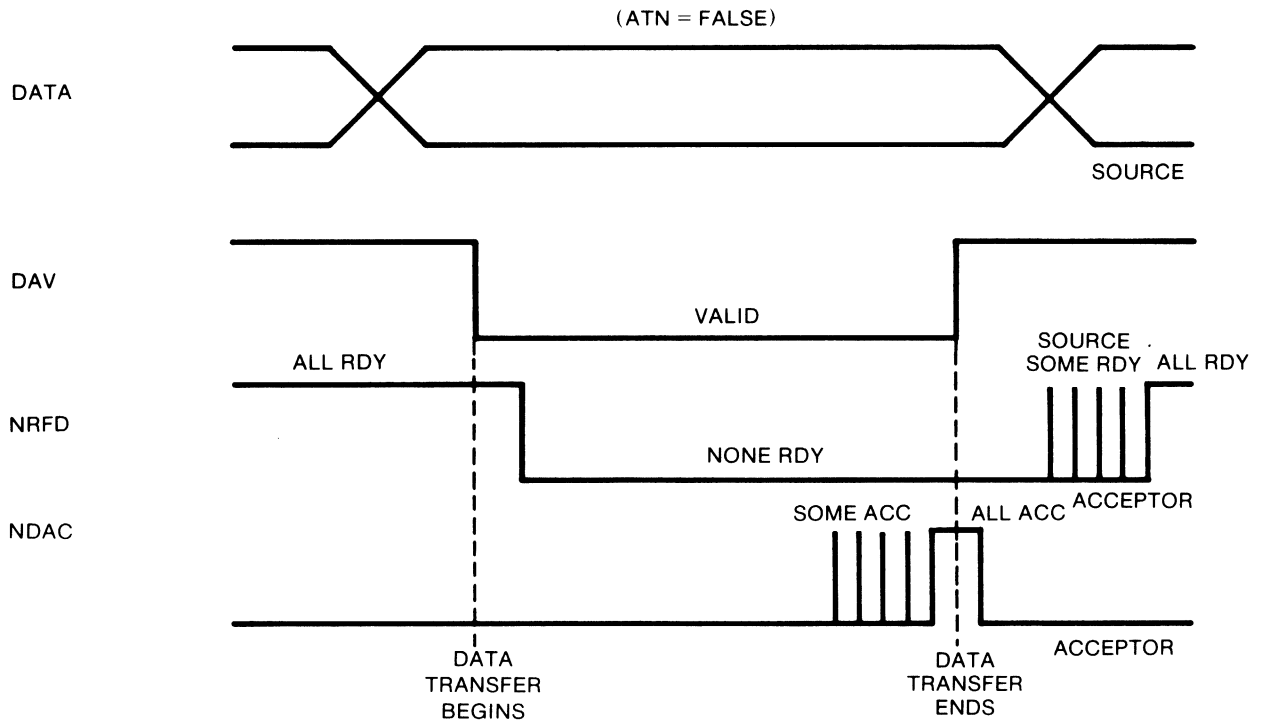 (ATN = FALSE)
DATA
SOURCE
DAV
VALID
SOURCE
SOME RDY
ALL RDY
ALL RDY
NRFD
NONE RDY
ACCEPTOR
SOME ACC
ALL ACC
NDAC
ACCEPTOR
DATA
TRANSFER
BEGINS
DATA
TRANSFER
ENDS